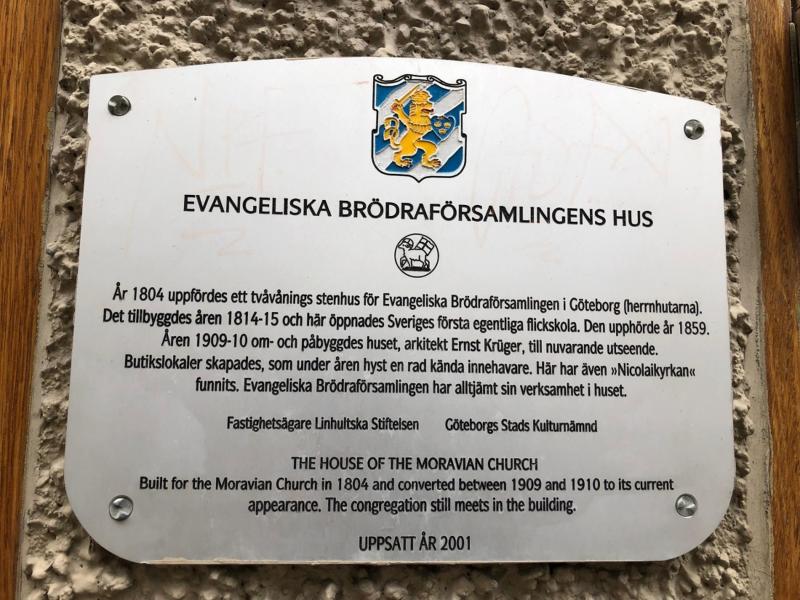 EVANGELISKA BRÖDRAFÖRSAMLINGENS HUS
År 1804 uppfördes ett tvåvånings stenhus för Evangeliska Brödraförsamlingen i Göteborg (herrnhutarna).
Det tillbyggdes åren 1814-15 och här öppnades Sveriges första egentliga flickskola. Den upphörde år 1859.
Åren 1909-10 om- och påbyggdes huset, arkitekt Ernst Krüger, till nuvarande utseende.
Butikslokaler skapades, som under åren hyst en rad kända innehavare. Här har även »Nicolaikyrkan«
funnits. Evangeliska Brödraförsamlingen har alltjämt sin verksamhet i huset.
Fastighetsägare Linhultska Stiftelsen Göteborgs Stads Kulturnämnd
THE HOUSE OF THE MORAVIAN CHURCH
Built for the Moravian Church in 1804 and converted between 1909 and 1910 to its current
appearance. The congregation still meets in the building.
UPPSATT ÅR 2001